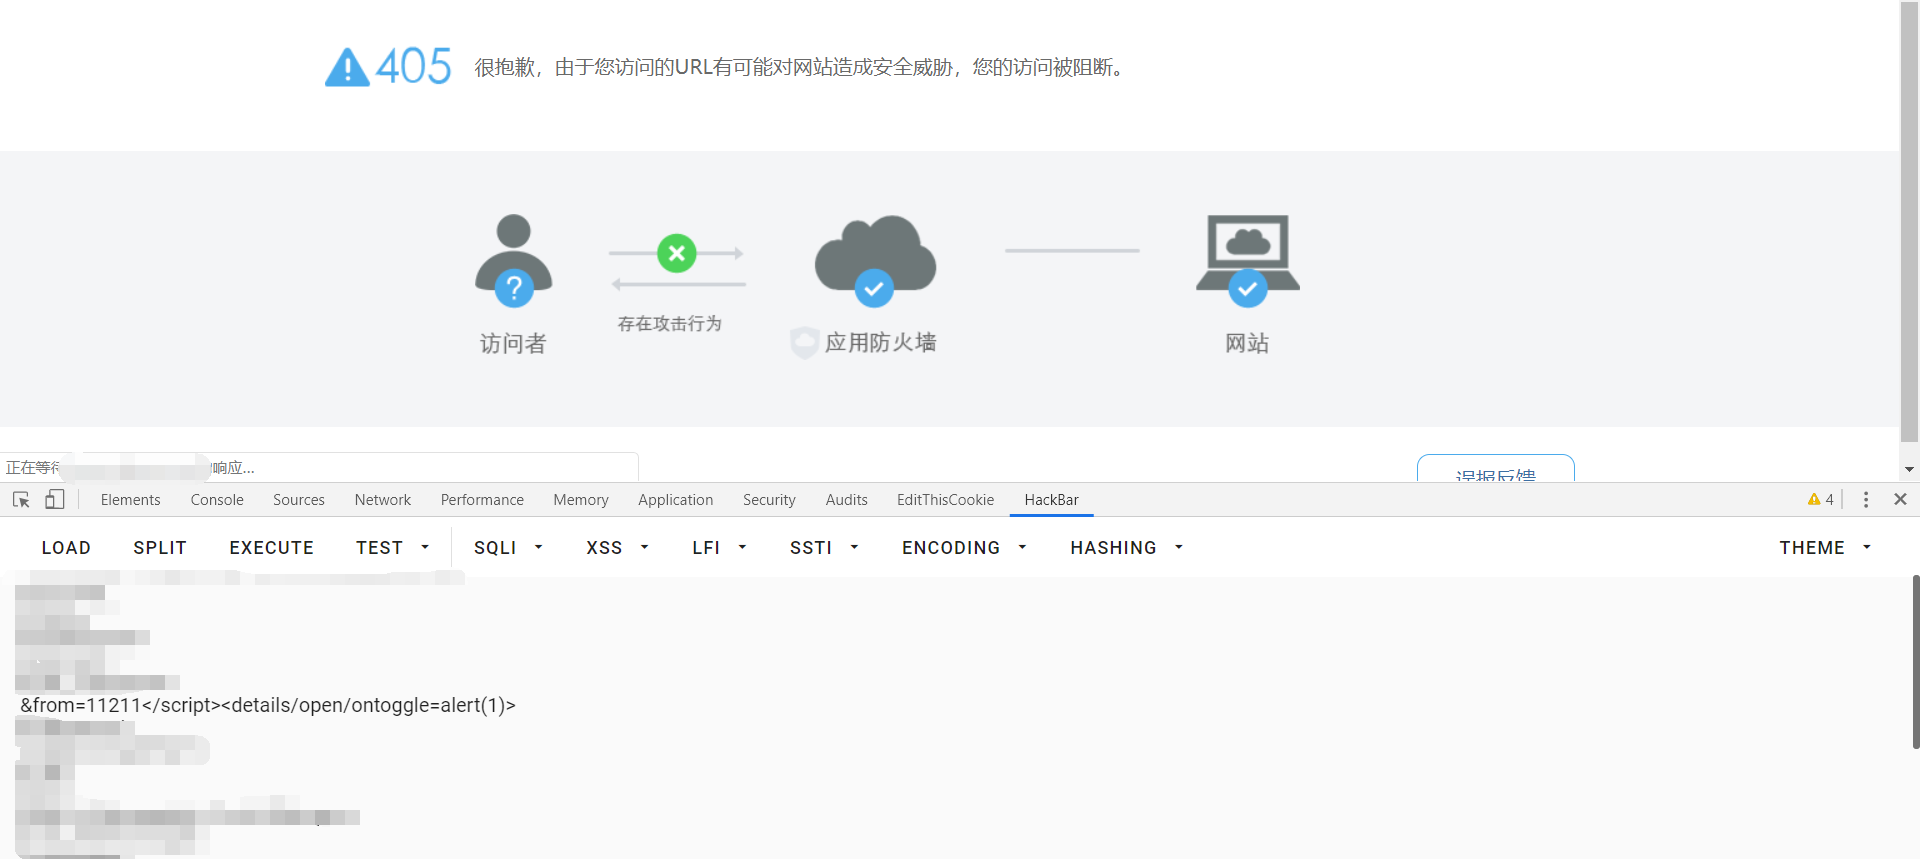 405 很抱歉，由于您访问的URL有可能对网站造成安全威胁，您的访问被阻断。
存在攻击行为
访问者 应用防火墙 网站
正在等待
响应...
误报反馈
Elements Console Sources Network Performance Memory Application Security Audits EditThisCookie HackBar 4
LOAD SPLIT EXECUTE TEST SQLI XSS LFI SSTI ENCODING HASHING THEME
&from=11211</script><details/open/ontoggle=alert(1)>